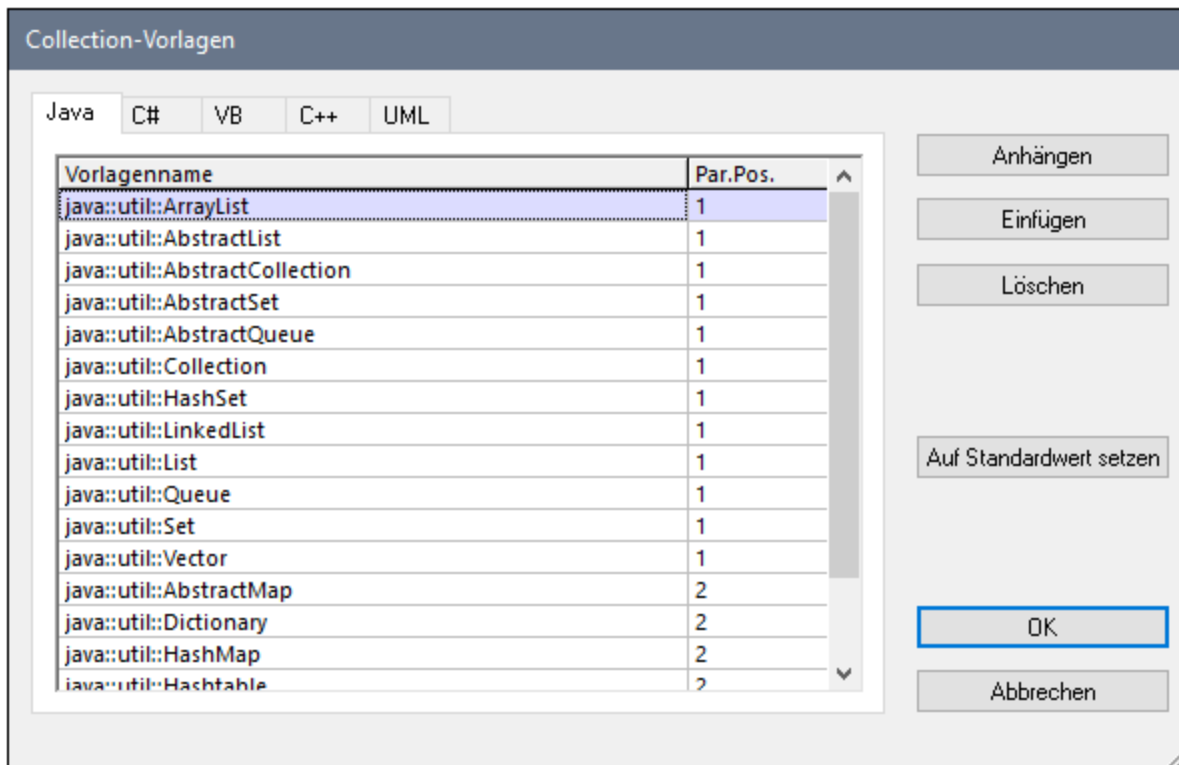 Collection-Vorlagen
Java C# VB C++ UML
Vorlagenname Par.Pos.
java::util::ArrayList 1
java::util::AbstractList 1
java::util::AbstractCollection 1
java::util::AbstractSet 1
java::util::AbstractQueue 1
java::util::Collection 1
java::util::HashSet 1
java::util::LinkedList 1
java::util::List 1
java::util::Queue 1
java::util::Set 1
java::util::Vector 1
java::util::AbstractMap 2
java::util::Dictionary 2
java::util::HashMap 2
java::util::Hashtable 2
Anhängen
Einfügen
Löschen
Auf Standardwert setzen
OK
Abbrechen